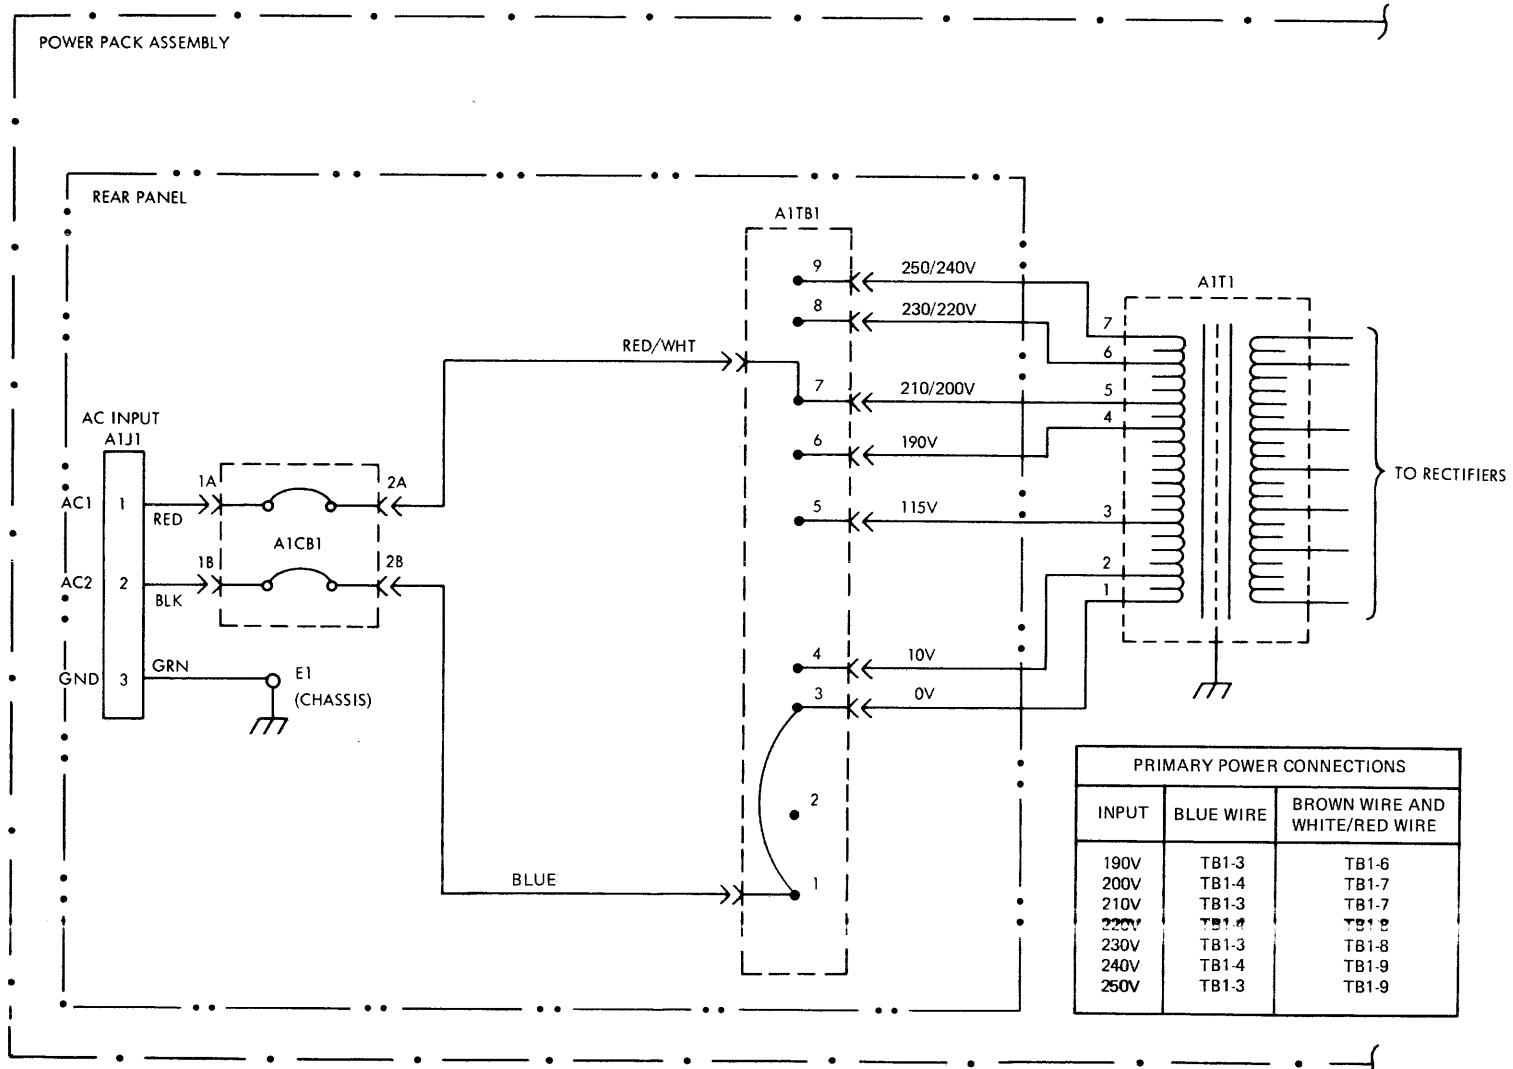 POWER PACK ASSEMBLY
REAR PANEL
A1TB1
9
250/240V
8
230/220V
A1T1
7
6
RED/WHT
7
210/200V
5
4
6
190V
AC INPUT
A1J1
TO RECTIFIERS
1A
2A
AC1
1
RED
5
115V
3
A1CB1
1B
2B
AC2
2
BLK
2
1
GND
3
GRN
E1
(CHASSIS)
4
10V
3
0V
2
BLUE
1
PRIMARY POWER CONNECTIONS
INPUT BLUE WIRE BROWN WIRE AND
WHITE/RED WIRE
190V TB1-3 TB1-6
200V TB1-4 TB1-7
210V TB1-3 TB1-7
220V TB1-4 TB1-8
230V TB1-3 TB1-8
240V TB1-4 TB1-9
250V TB1-3 TB1-9